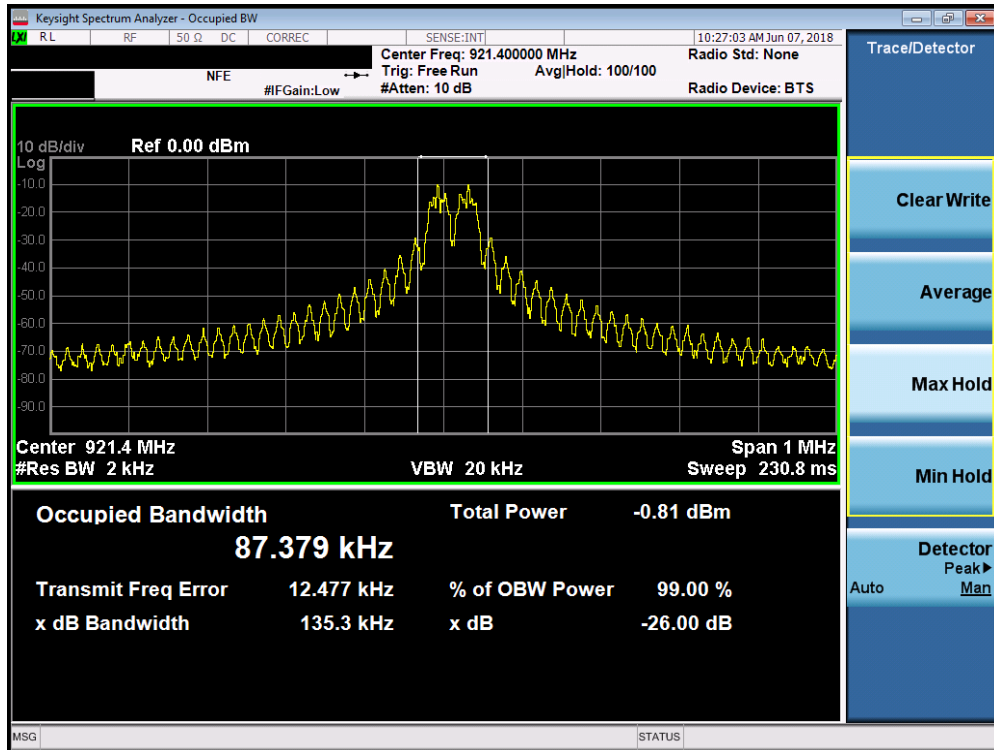 Keysight Spectrum Analyzer - Occupied BW
LXI RL RF 50 Ω DC CORREC SENSE:INT 10:27:03 AM Jun 07, 2018
Center Freq: 921.400000 MHz Radio Std: None
NFE Trig: Free Run Avg|Hold: 100/100
#IFGain:Low #Atten: 10 dB Radio Device: BTS
10 dB/div Ref 0.00 dBm
Log
-10.0
-20.0
-30.0
-40.0
-50.0
-60.0
-70.0
-80.0
-90.0
Center 921.4 MHz Span 1 MHz
#Res BW 2 kHz VBW 20 kHz Sweep 230.8 ms
Occupied Bandwidth Total Power -0.81 dBm
87.379 kHz
Transmit Freq Error 12.477 kHz % of OBW Power 99.00 %
x dB Bandwidth 135.3 kHz x dB -26.00 dB
MSG STATUS
Trace/Detector
Clear Write
Average
Max Hold
Min Hold
Detector
Peak▶
Auto Man